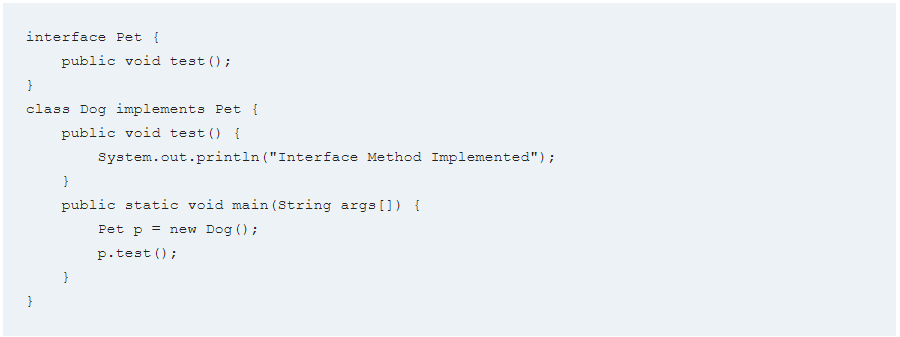 interface Pet {
    public void test();
}
class Dog implements Pet {
    public void test() {
        System.out.println("Interface Method Implemented");
    }
    public static void main(String args[]) {
        Pet p = new Dog();
        p.test();
    }
}